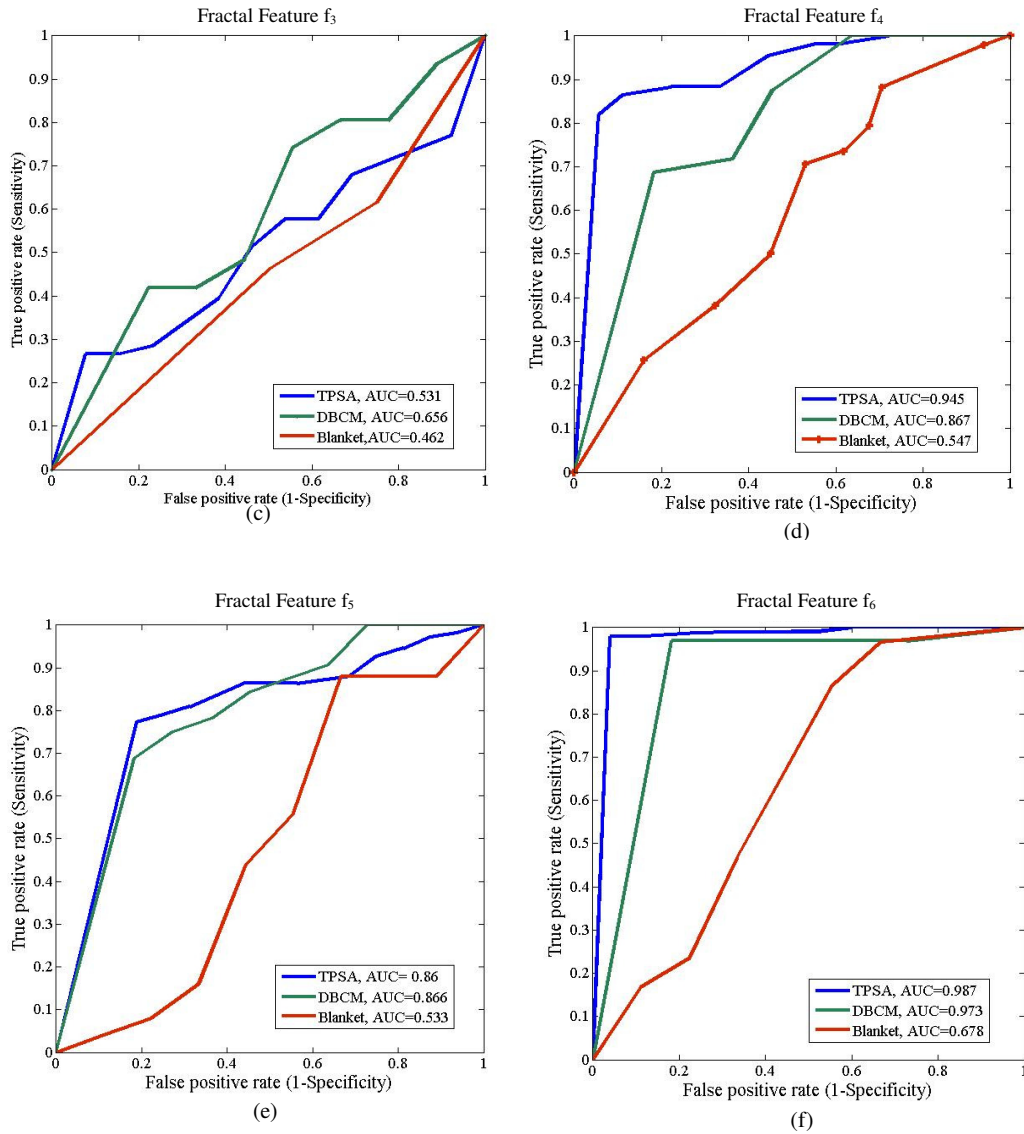 Fractal Feature f₃
1
0.9
0.8
0.7
0.6
0.5
0.4
0.3
0.2
0.1
0
True positive rate (Sensitivity)
TPSA, AUC=0.531
DBCM, AUC=0.656
Blanket,AUC=0.462
0 0.2 0.4 0.6 0.8 1
False positive rate (1-Specificity)
(c)
Fractal Feature f₄
1
0.9
0.8
0.7
0.6
0.5
0.4
0.3
0.2
0.1
0
True positive rate (Sensitivity)
TPSA, AUC=0.945
DBCM, AUC=0.867
Blanket, AUC=0.547
0 0.2 0.4 0.6 0.8 1
False positive rate (1-Specificity)
(d)
Fractal Feature f₅
1
0.9
0.8
0.7
0.6
0.5
0.4
0.3
0.2
0.1
0
True positive rate (Sensitivity)
TPSA, AUC= 0.86
DBCM, AUC=0.866
Blanket, AUC=0.533
0 0.2 0.4 0.6 0.8 1
False positive rate (1-Specificity)
(e)
Fractal Feature f₆
1
0.9
0.8
0.7
0.6
0.5
0.4
0.3
0.2
0.1
0
True positive rate (Sensitivity)
TPSA, AUC=0.987
DBCM, AUC=0.973
Blanket, AUC=0.678
0 0.2 0.4 0.6 0.8 1
False positive rate (1-Specificity)
(f)